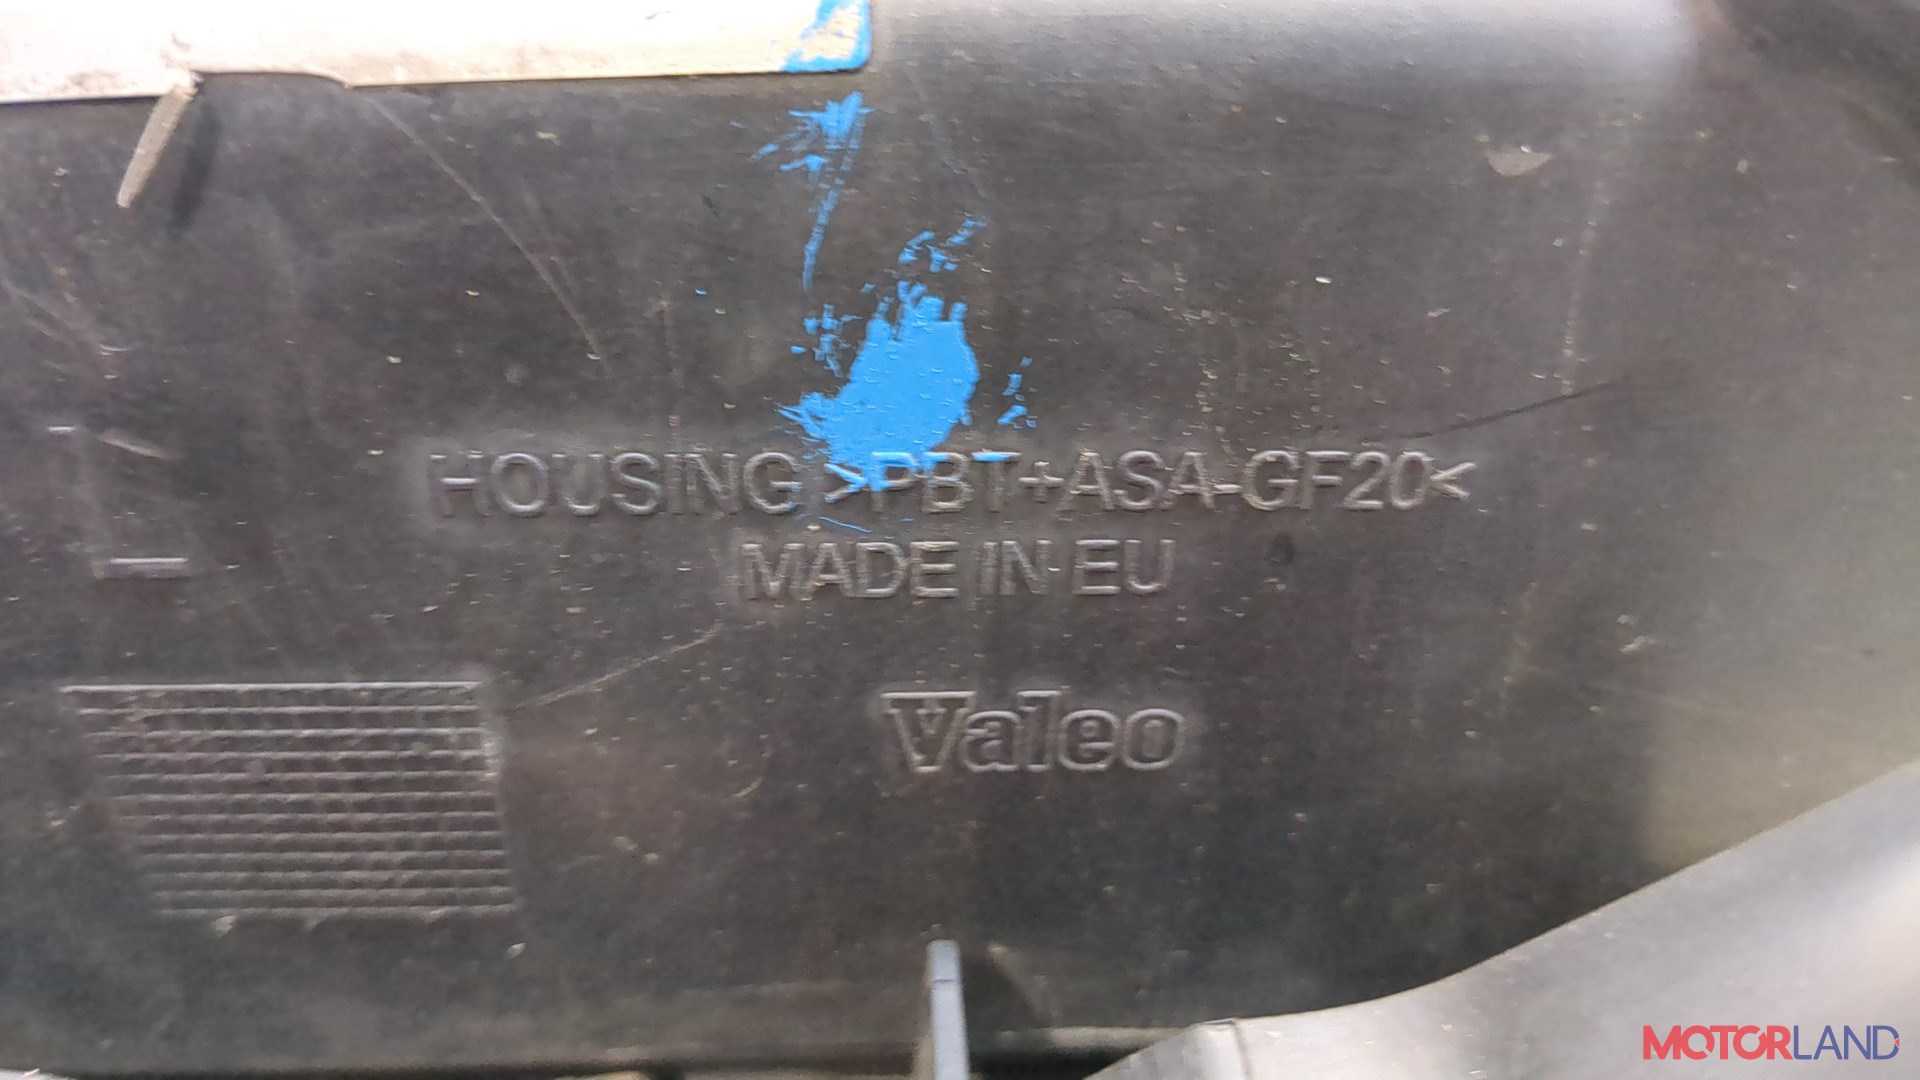 HOUSING >PBT+ASA-GF20<
MADE IN EU
Valeo
MOTORLAND